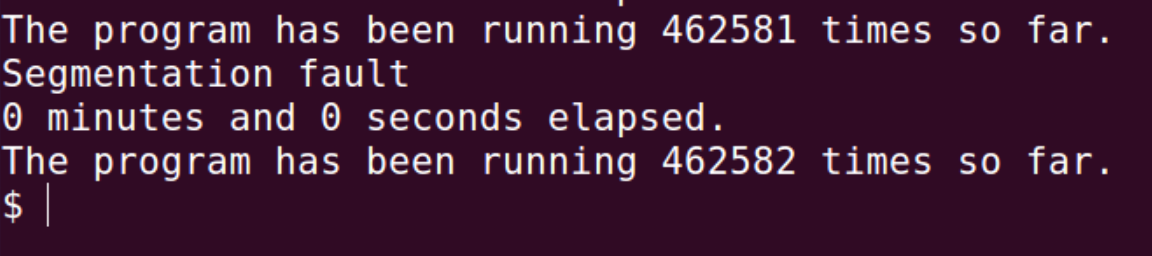 The program has been running 462581 times so far.
Segmentation fault
0 minutes and 0 seconds elapsed.
The program has been running 462582 times so far.
$